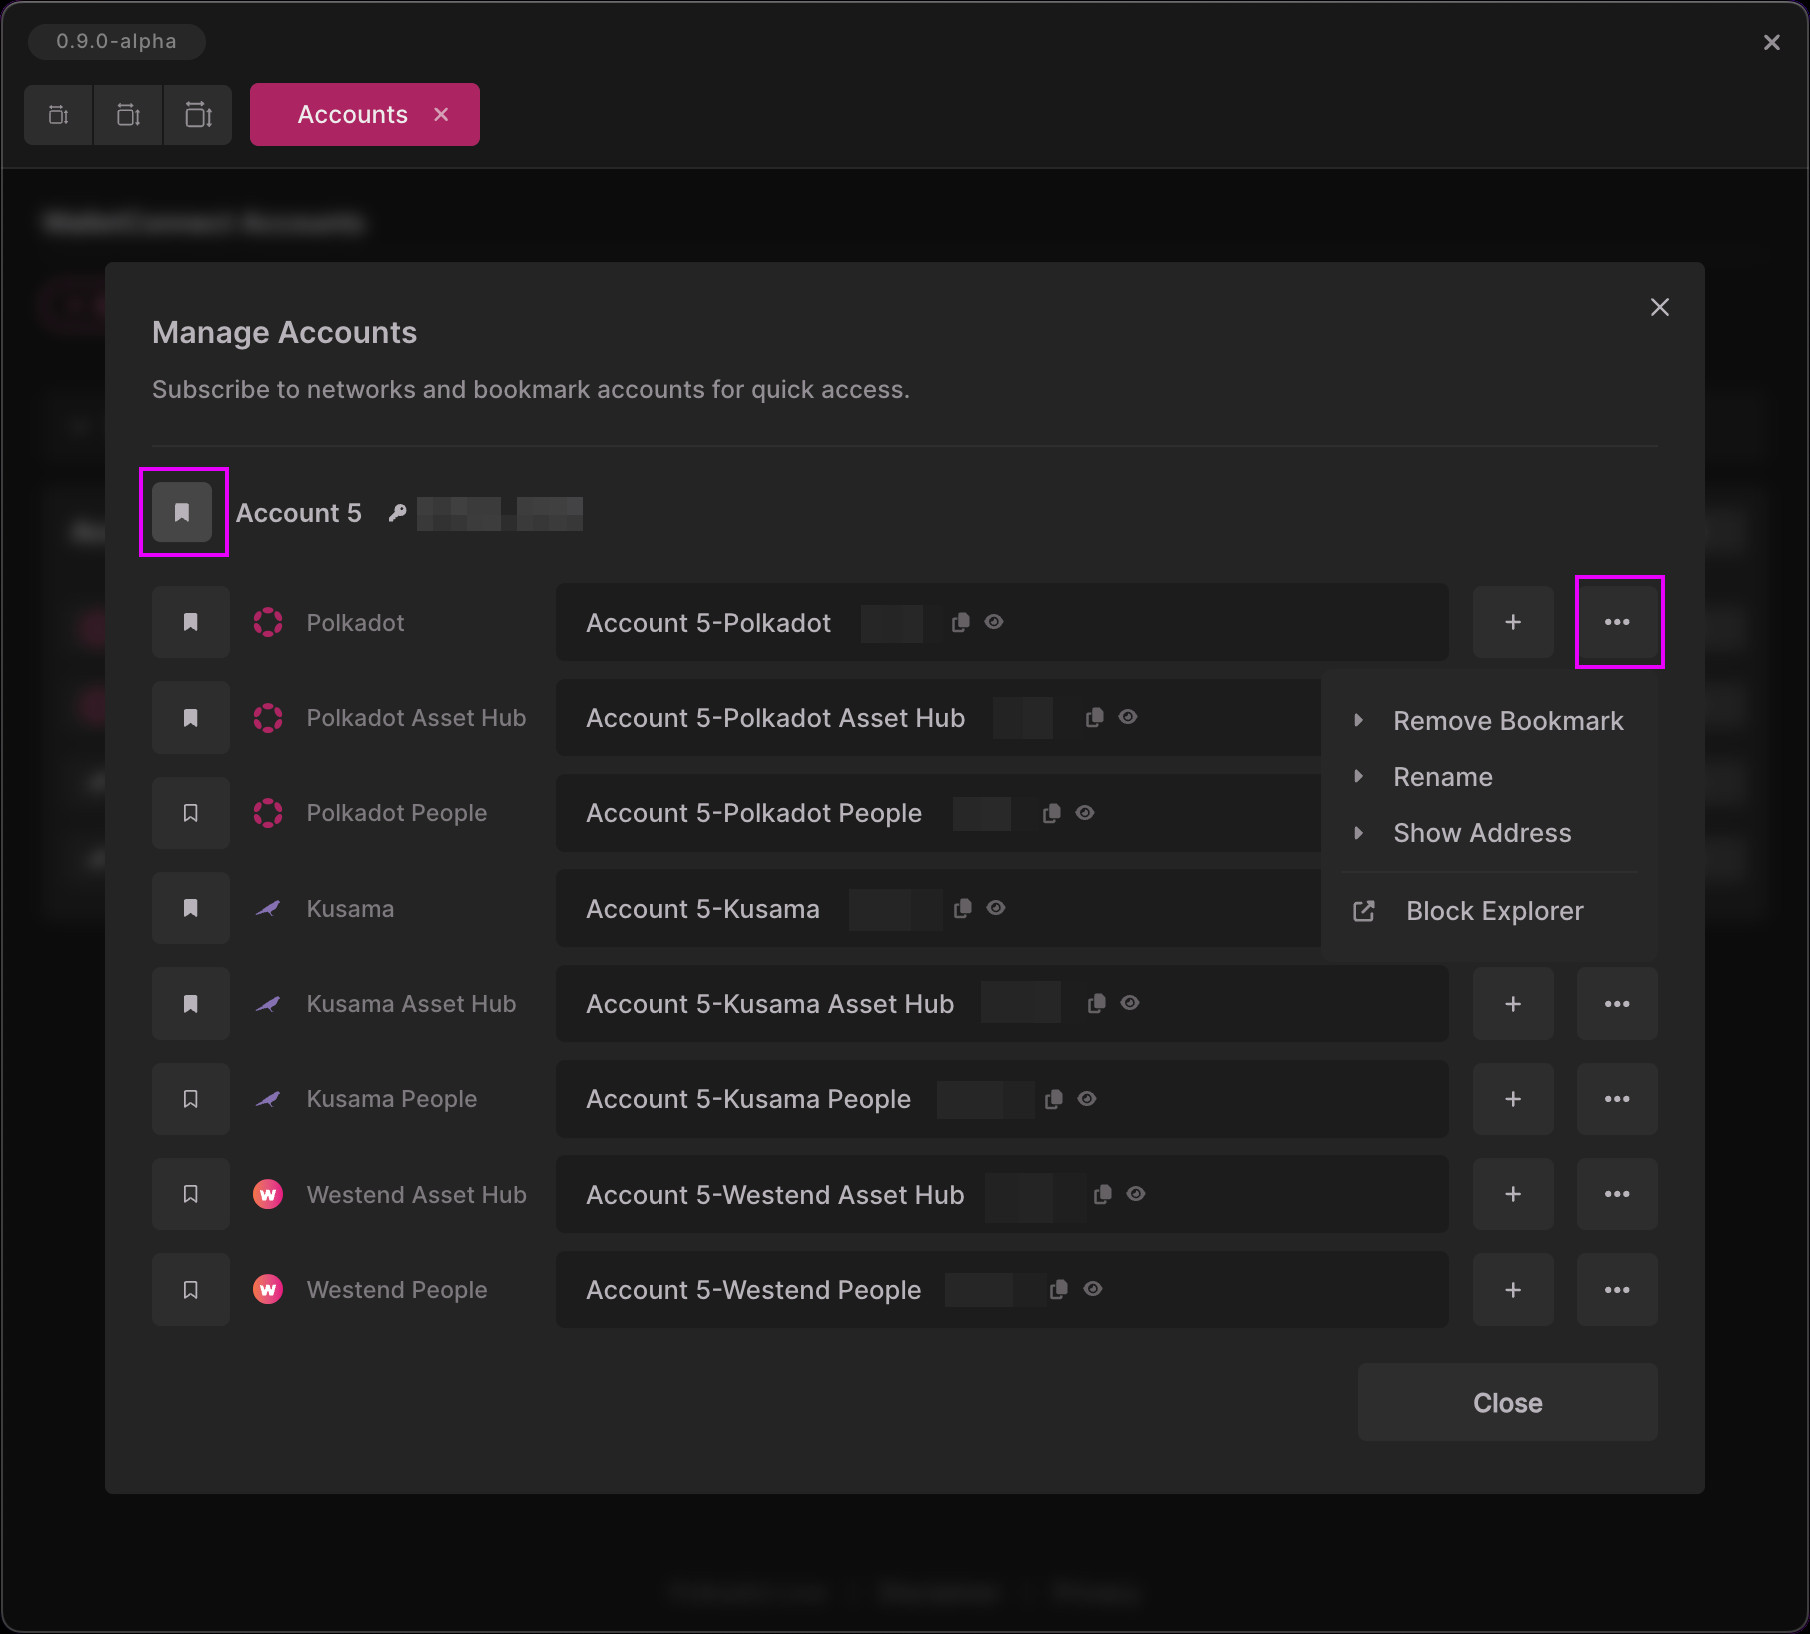 0.9.0-alpha
Accounts
WalletConnect Accounts
Manage Accounts
Subscribe to networks and bookmark accounts for quick access.
Account 5
Polkadot Account 5-Polkadot
Polkadot Asset Hub Account 5-Polkadot Asset Hub
Remove Bookmark
Rename
Polkadot People Account 5-Polkadot People
Show Address
Kusama Account 5-Kusama
Block Explorer
Kusama Asset Hub Account 5-Kusama Asset Hub
Kusama People Account 5-Kusama People
W Westend Asset Hub Account 5-Westend Asset Hub
W Westend People Account 5-Westend People
Close